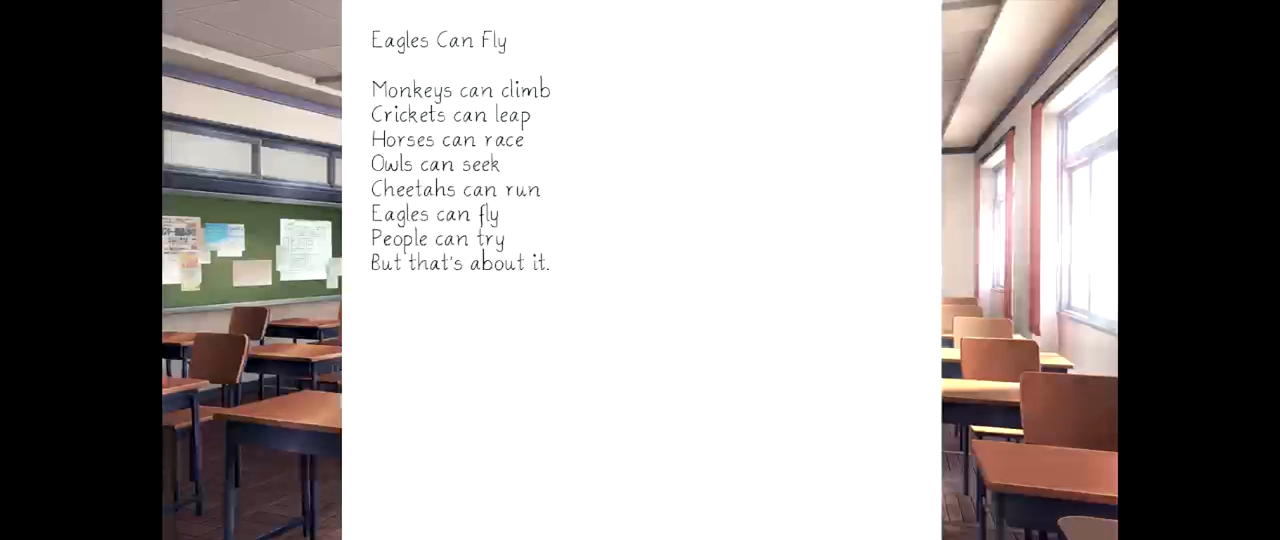 Eagles Can Fly
Monkeys can climb
Crickets can leap
Horses can race
Owls can seek
Cheetahs can run
Eagles can fly
People can try
But that's about it.